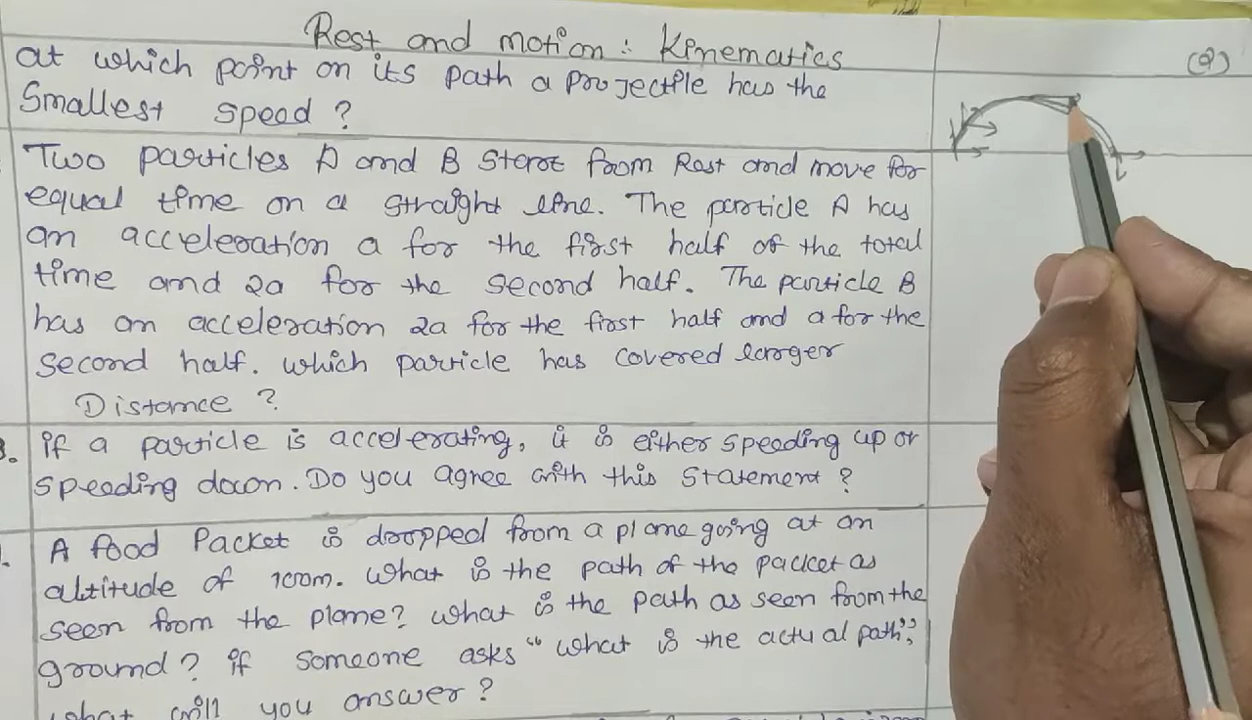 Rest and motion : Kinematics
(2)
at which point on its path a projectile has the
Smallest speed ?
Two particles A and B Sterot from Rest and move for
equal time on a straight line. The particle A has
an acceleration a for the first half of the total
time and 2a for the second half. The particle B
has an acceleration 2a for the first half and a for the
second half. which particle has covered larger
Distance ?
3. if a particle is accelerating, it is either speeding up or
speeding down. Do you agree with this Statement ?
A food Packet is dropped from a plane going at an
altitude of 100m. What is the path of the packet as
seen from the plane? what is the path as seen from the
ground? if someone asks "what is the actual path",
what will you answer ?